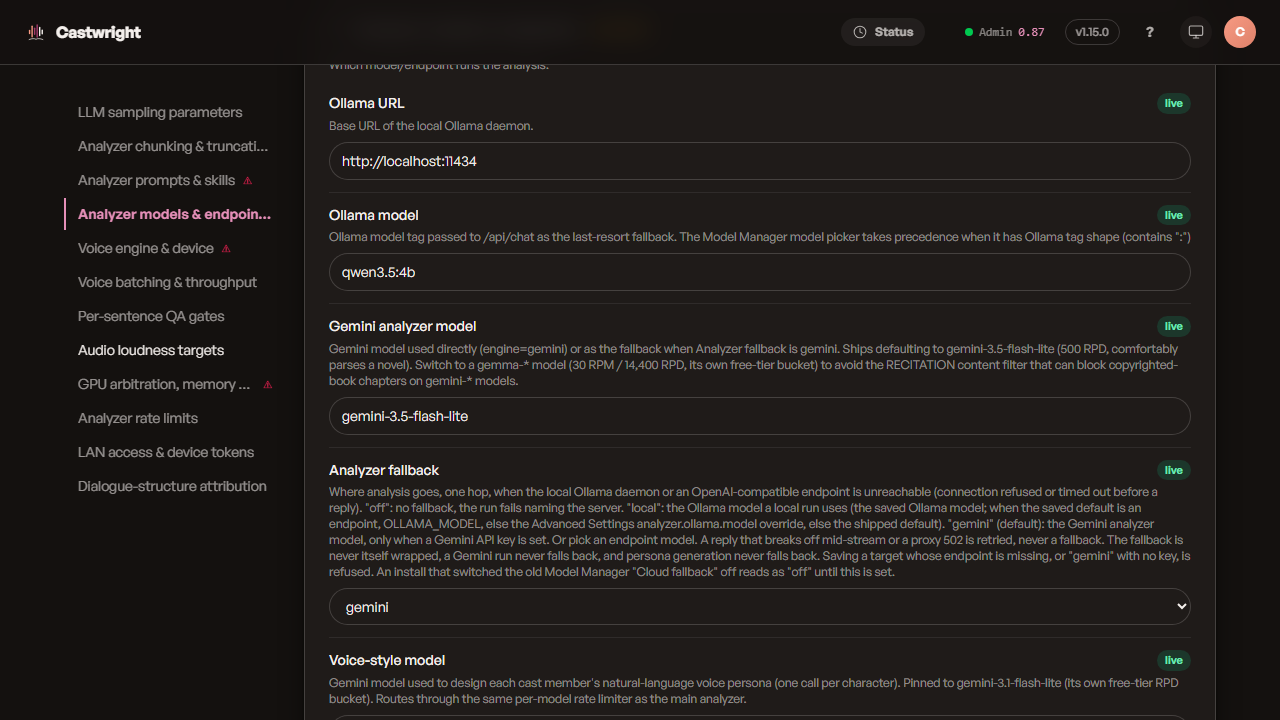 Castwright
Status
Admin 0.87
v1.15.0
?
C
LLM sampling parameters
Analyzer chunking & truncati...
Analyzer prompts & skills
Analyzer models & endpoin...
Voice engine & device
Voice batching & throughput
Per-sentence QA gates
Audio loudness targets
GPU arbitration, memory ...
Analyzer rate limits
LAN access & device tokens
Dialogue-structure attribution
Which model/endpoint runs the analysis.
Ollama URL
live
Base URL of the local Ollama daemon.
http://localhost:11434
Ollama model
live
Ollama model tag passed to /api/chat as the last-resort fallback. The Model Manager model picker takes precedence when it has Ollama tag shape (contains ":")
qwen3.5:4b
Gemini analyzer model
live
Gemini model used directly (engine=gemini) or as the fallback when Analyzer fallback is gemini. Ships defaulting to gemini-3.5-flash-lite (500 RPD, comfortably
parses a novel). Switch to a gemma-* model (30 RPM / 14,400 RPD, its own free-tier bucket) to avoid the RECITATION content filter that can block copyrighted-
book chapters on gemini-* models.
gemini-3.5-flash-lite
Analyzer fallback
live
Where analysis goes, one hop, when the local Ollama daemon or an OpenAI-compatible endpoint is unreachable (connection refused or timed out before a
reply). "off": no fallback, the run fails naming the server. "local": the Ollama model a local run uses (the saved Ollama model; when the saved default is an
endpoint, OLLAMA_MODEL, else the Advanced Settings analyzer.ollama.model override, else the shipped default). "gemini" (default): the Gemini analyzer
model, only when a Gemini API key is set. Or pick an endpoint model. A reply that breaks off mid-stream or a proxy 502 is retried, never a fallback. The fallback is
never itself wrapped, a Gemini run never falls back, and persona generation never falls back. Saving a target whose endpoint is missing, or "gemini" with no key, is
refused. An install that switched the old Model Manager "Cloud fallback" off reads as "off" until this is set.
gemini
Voice-style model
live
Gemini model used to design each cast member's natural-language voice persona (one call per character). Pinned to gemini-3.1-flash-lite (its own free-tier RPD
bucket). Routes through the same per-model rate limiter as the main analyzer.